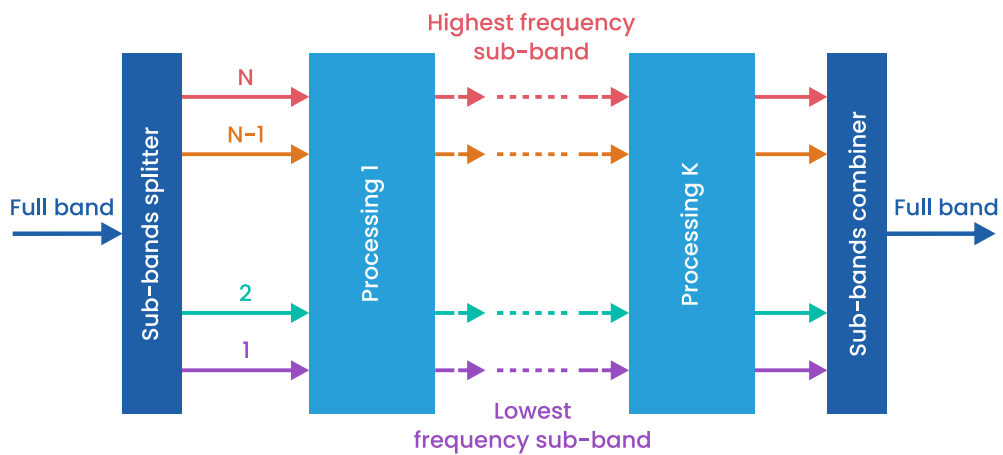 Highest frequency
sub-band
N
N-1
Full band
Sub-bands splitter
Processing 1
Processing K
Sub-bands combiner
Full band
2
1
Lowest
frequency sub-band